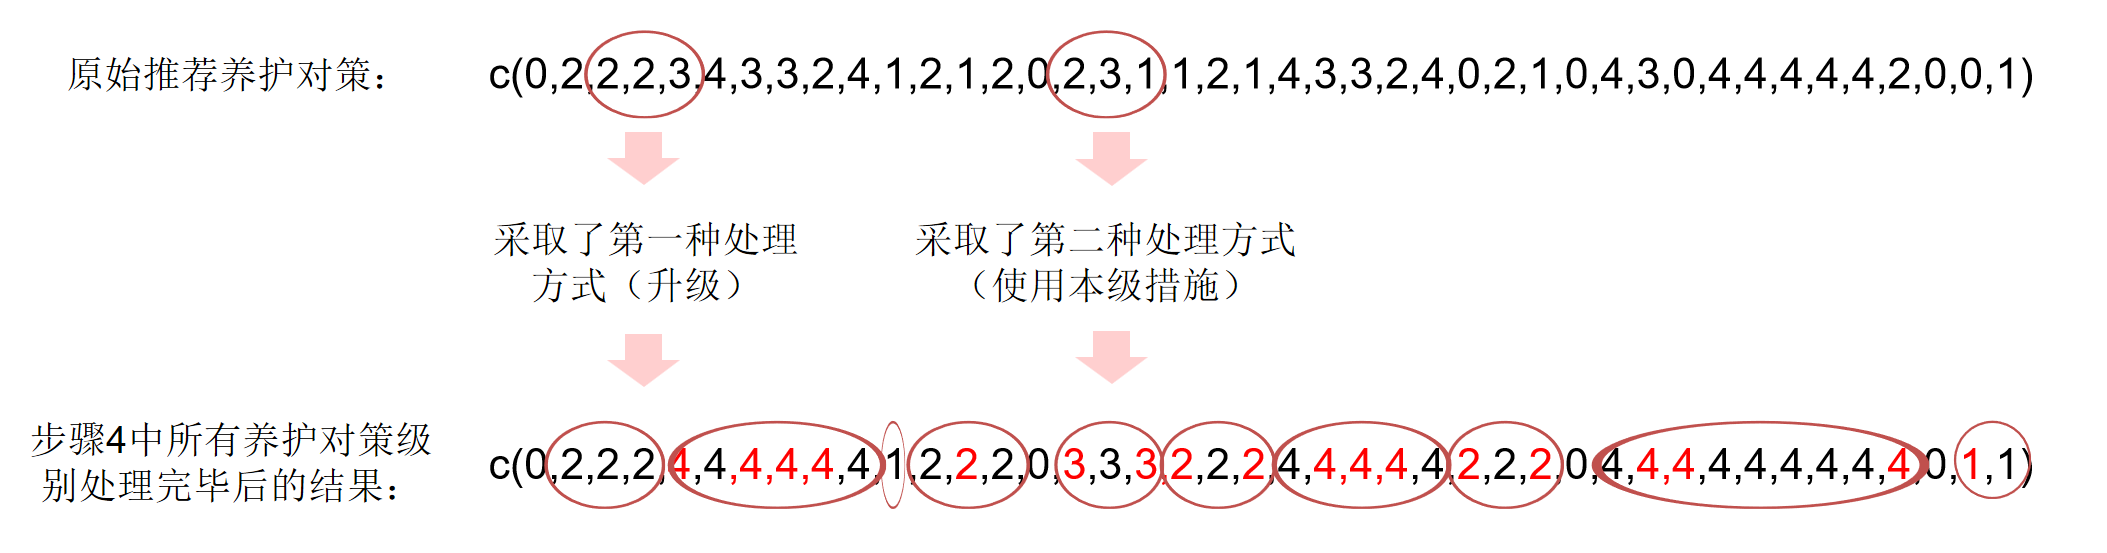 原始推荐养护对策：
c(0,2,2,2,3,4,3,3,2,4,1,2,1,2,0,2,3,1,1,2,1,4,3,3,2,4,0,2,1,0,4,3,0,4,4,4,4,4,2,0,0,1)
采取了第一种处理
方式（升级）
采取了第二种处理方式
（使用本级措施）
步骤4中所有养护对策级
别处理完毕后的结果：
c(0,2,2,2,4,4,4,4,4,4,1,2,2,2,0,3,3,3,2,2,2,4,4,4,4,4,2,2,2,0,4,4,4,4,4,4,4,4,4,0,1,1)